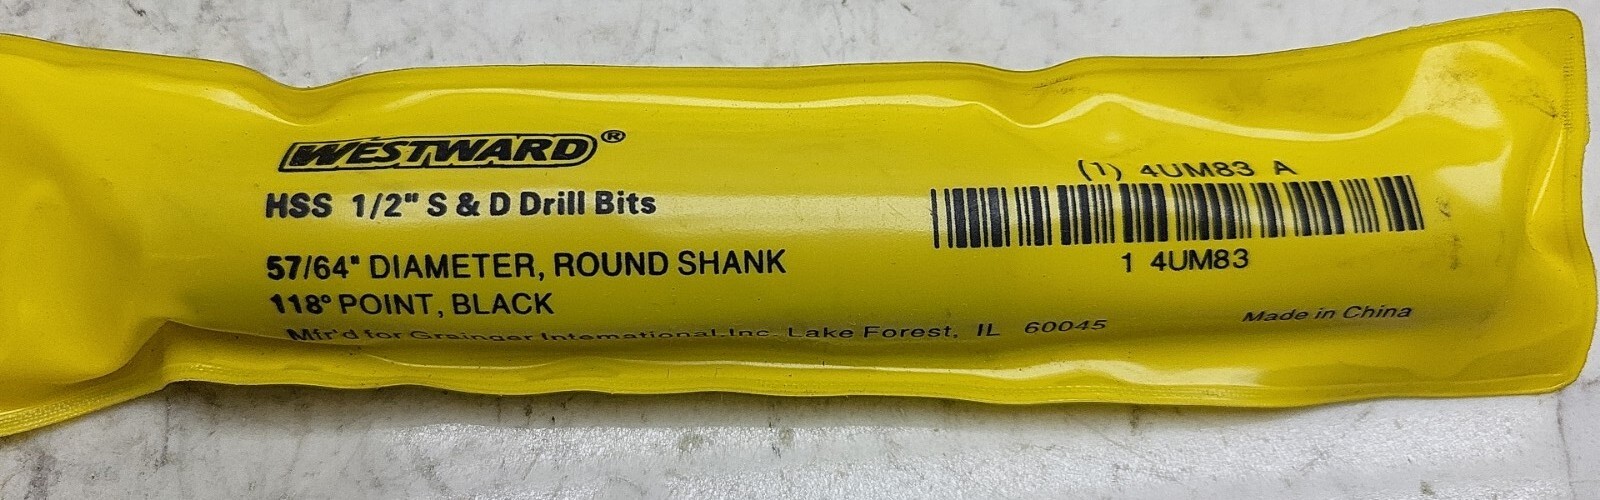 WESTWARD®
HSS 1/2" S & D Drill Bits
57/64" DIAMETER, ROUND SHANK
118° POINT, BLACK
Mfr'd for Grainger International, Inc. Lake Forest, IL 60045
(1) 4UM83 A
1 4UM83
Made in China